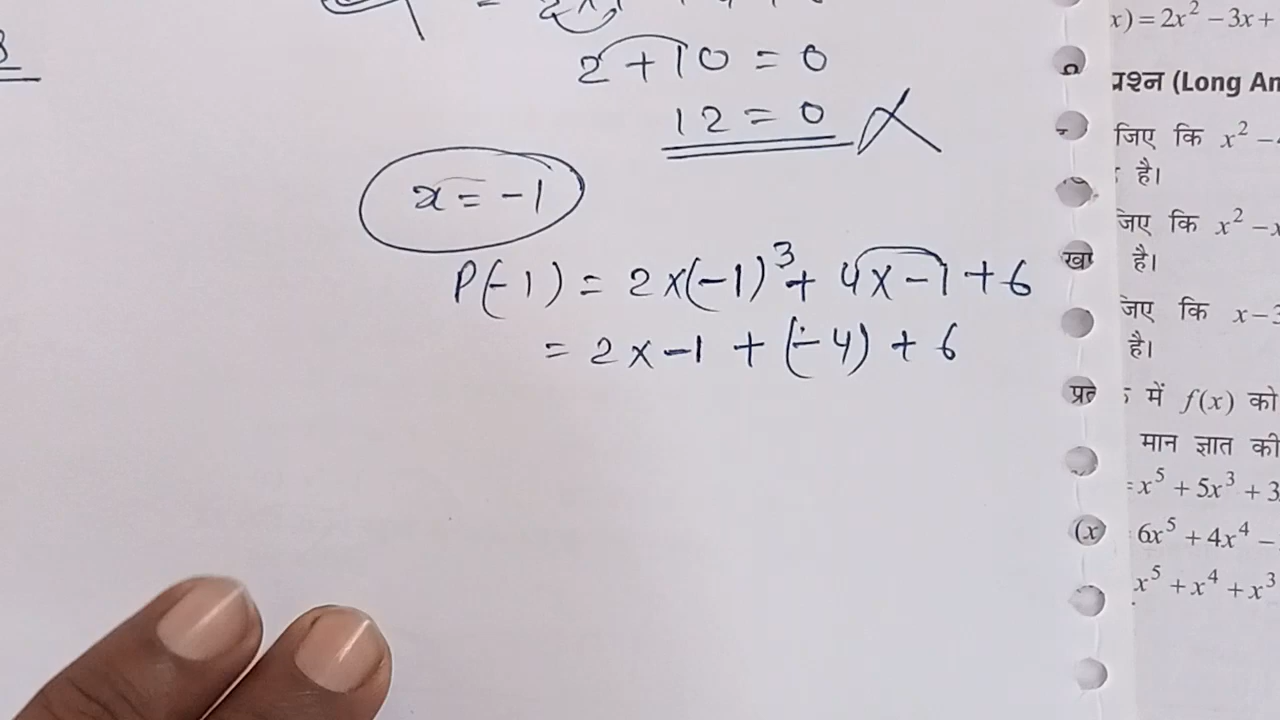 2 + 10 = 0
12 = 0
x = -1
P(-1) = 2×(-1)³ + 4×-1 + 6
= 2×-1 + (-4) + 6
x) = 2x² − 3x +
प्रश्न (Long An
जिए कि x² −
है।
जिए कि x² − x
है।
जिए कि x − 3
है।
में f(x) को
मान ज्ञात की
= x⁵ + 5x³ + 3
(x 6x⁵ + 4x⁴ −
x⁵ + x⁴ + x³